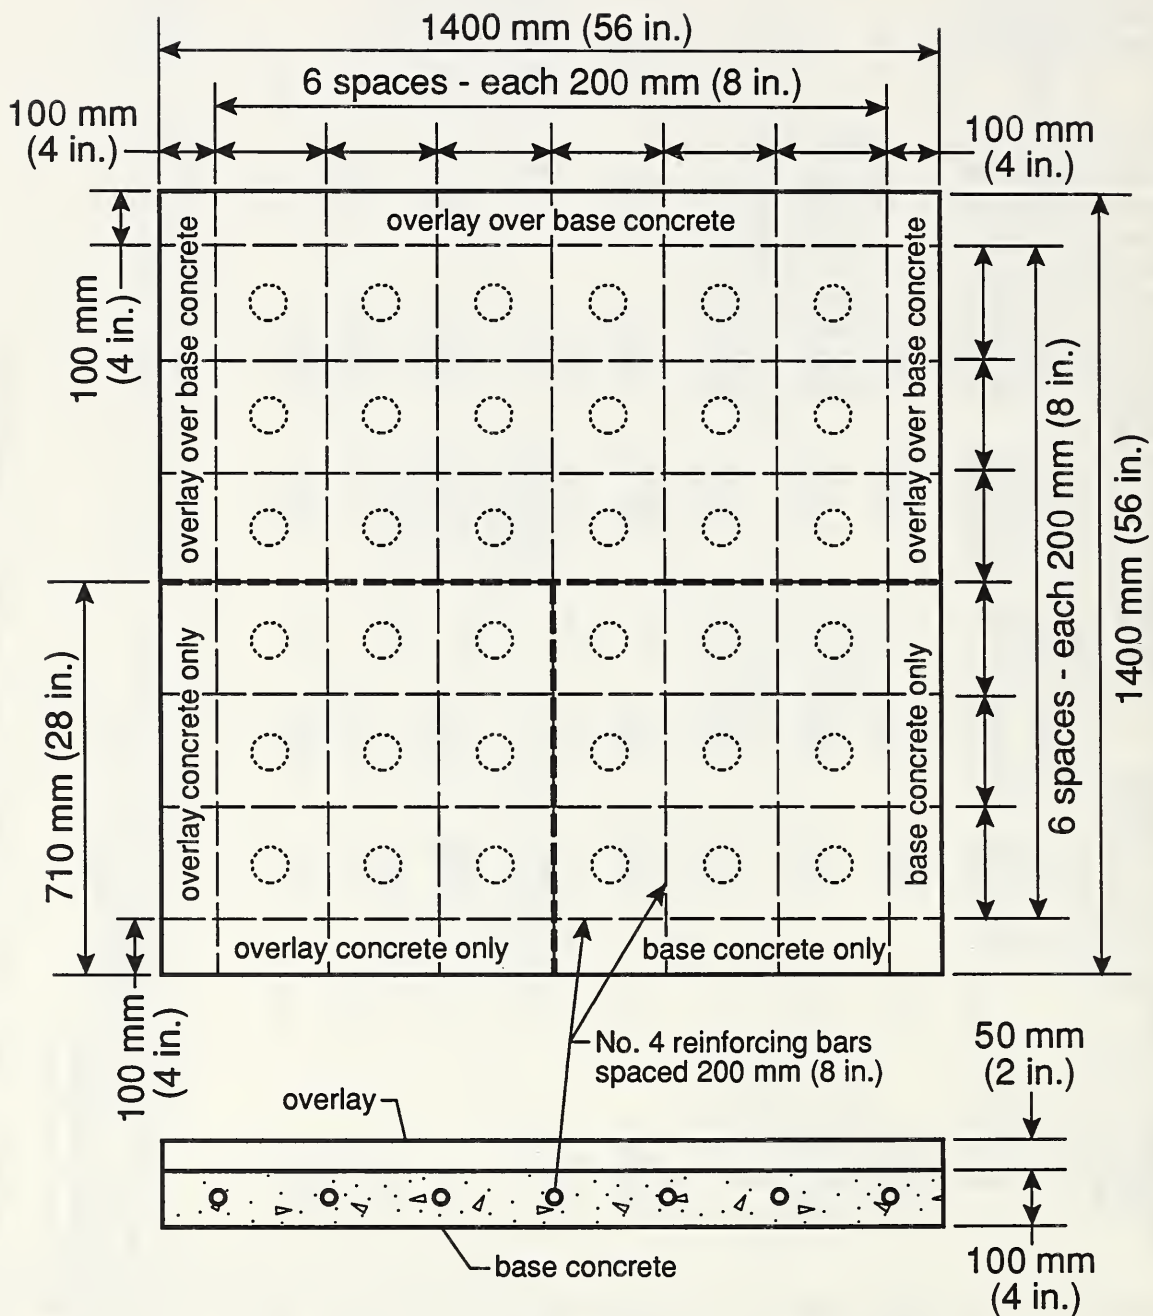 1400 mm (56 in.)
6 spaces - each 200 mm (8 in.)
100 mm
(4 in.)
100 mm
(4 in.)
overlay over base concrete
overlay over base concrete
overlay over base concrete
100 mm
(4 in.)
6 spaces - each 200 mm (8 in.)
1400 mm (56 in.)
710 mm (28 in.)
overlay concrete only
base concrete only
overlay concrete only
base concrete only
100 mm
(4 in.)
No. 4 reinforcing bars
spaced 200 mm (8 in.)
50 mm
(2 in.)
overlay
base concrete
100 mm
(4 in.)